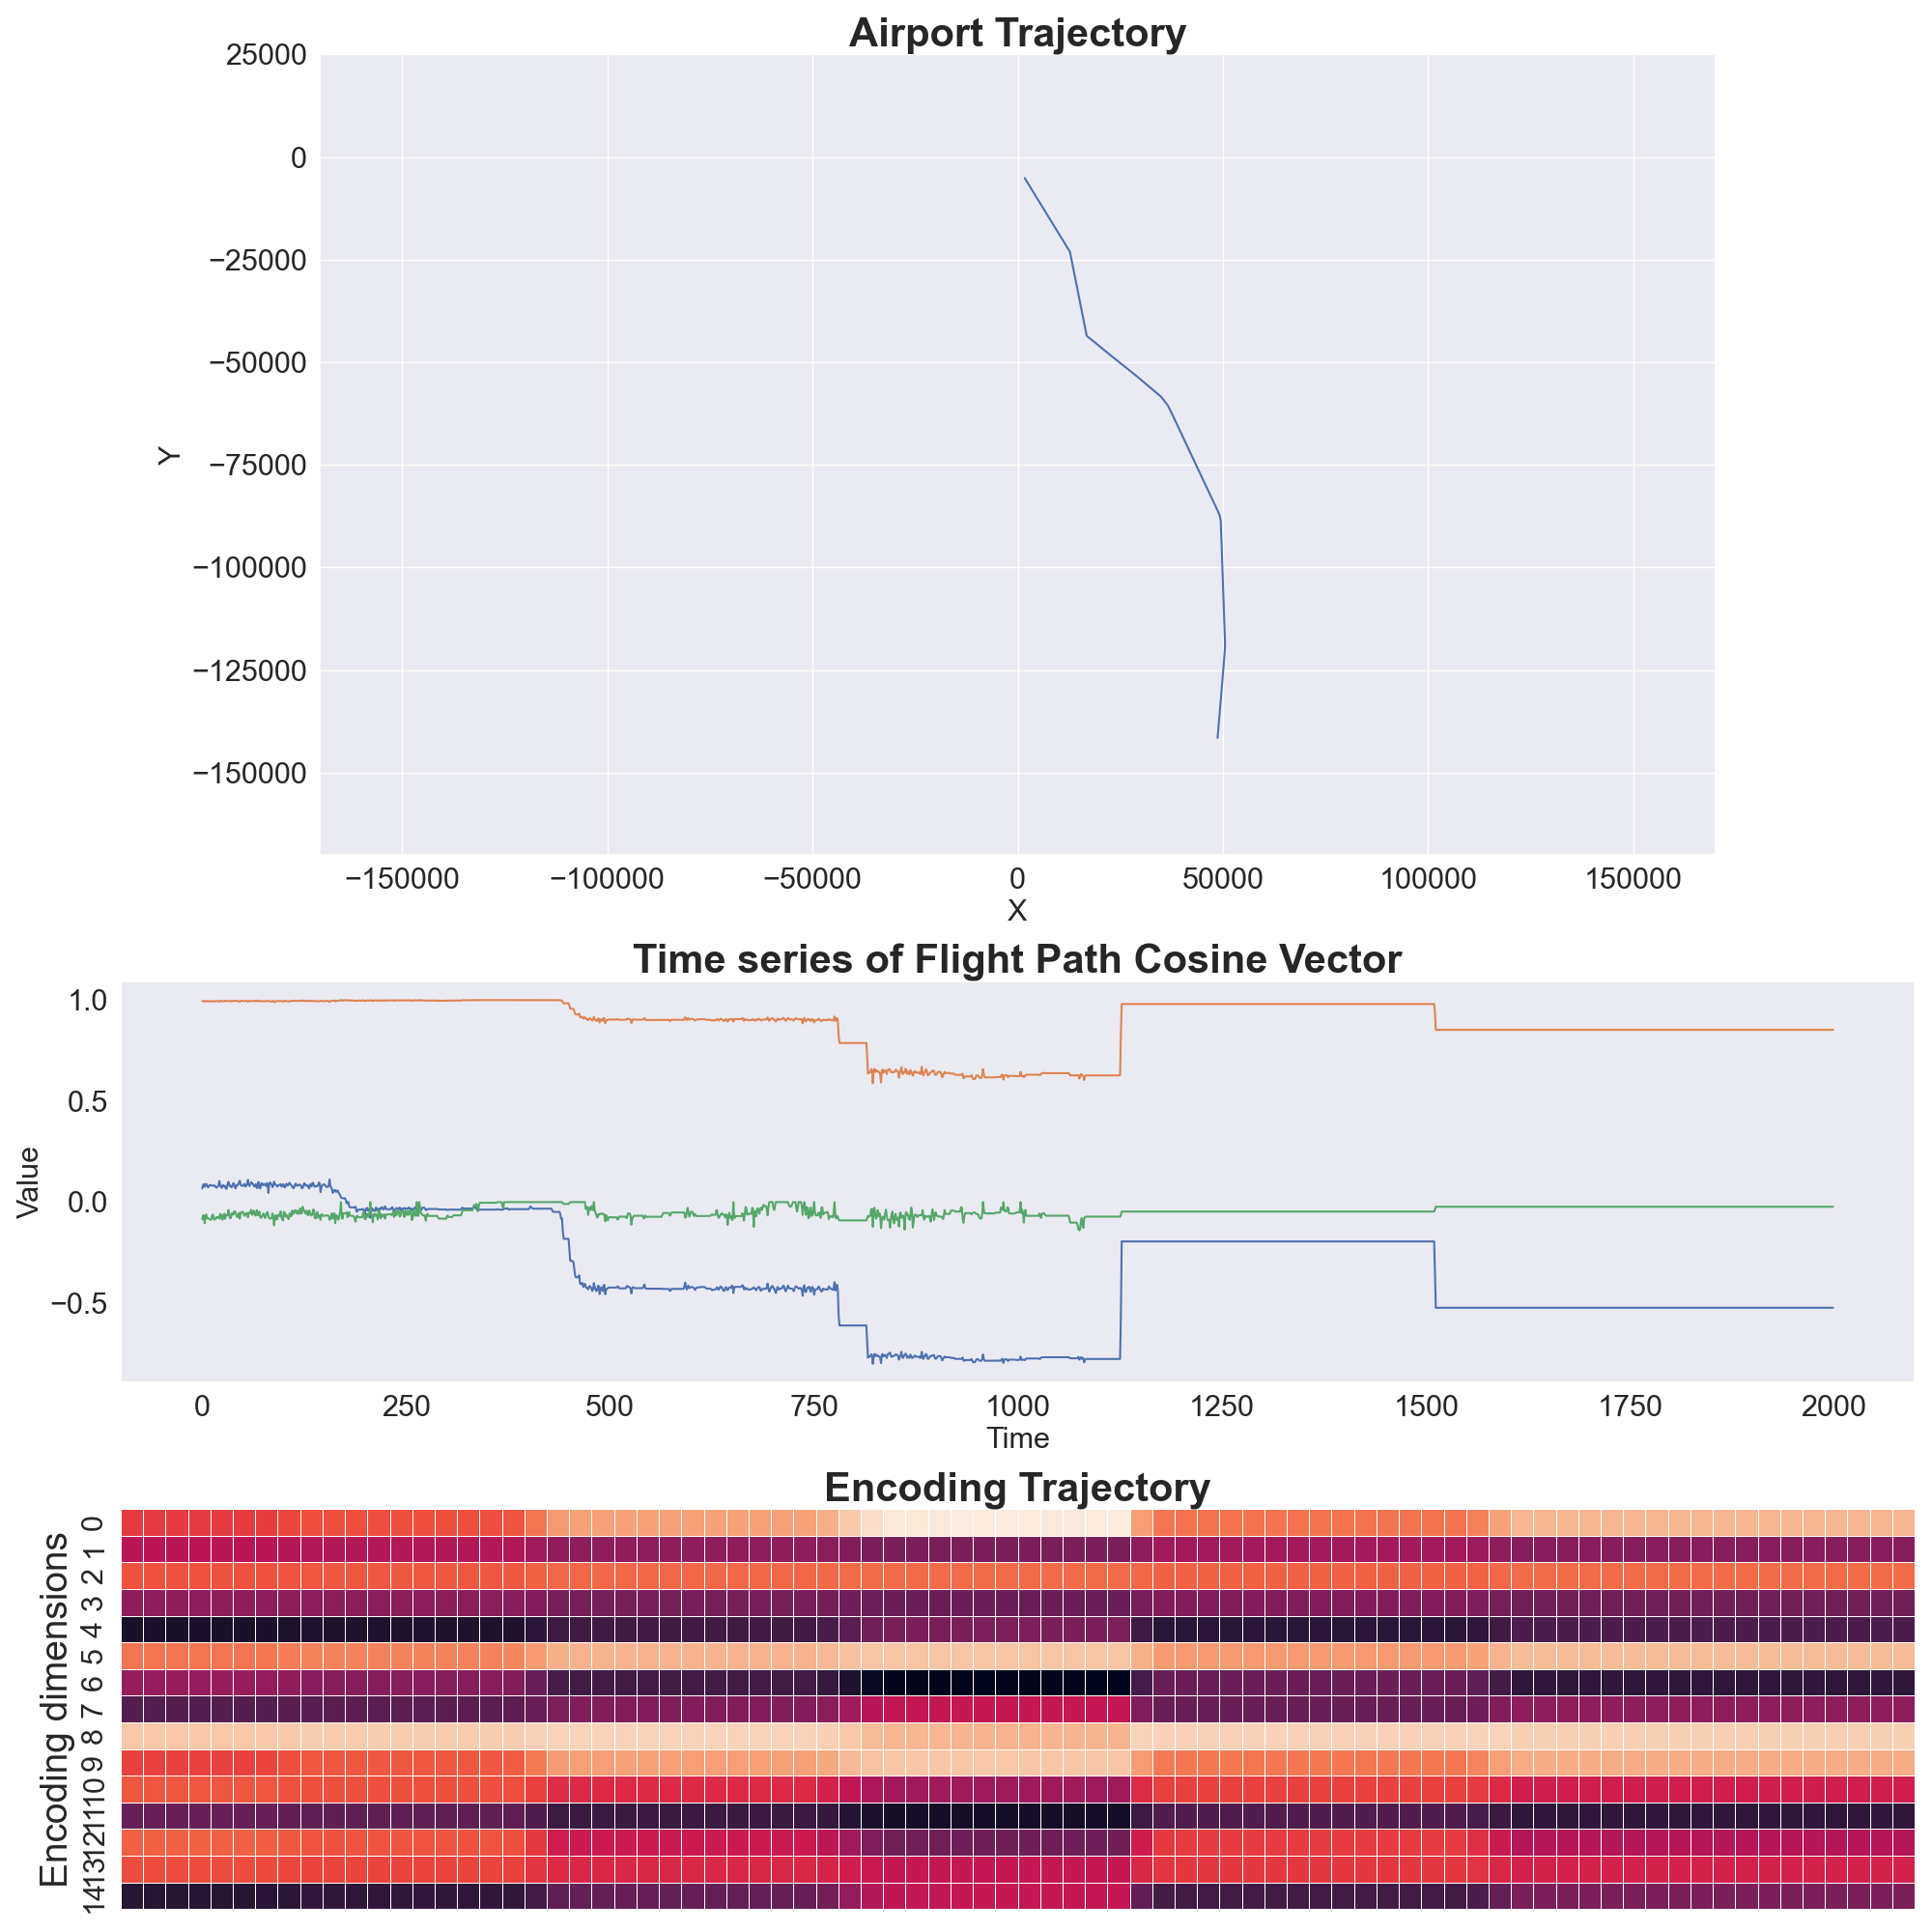 Airport Trajectory
25000
0
−25000
−50000
−75000
−100000
−125000
−150000
Y
−150000 −100000 −50000 0 50000 100000 150000
X
Time series of Flight Path Cosine Vector
1.0
0.5
0.0
−0.5
Value
0 250 500 750 1000 1250 1500 1750 2000
Time
Encoding Trajectory
Encoding dimensions
0
1
2
3
4
5
6
7
8
9
10
11
12
13
14